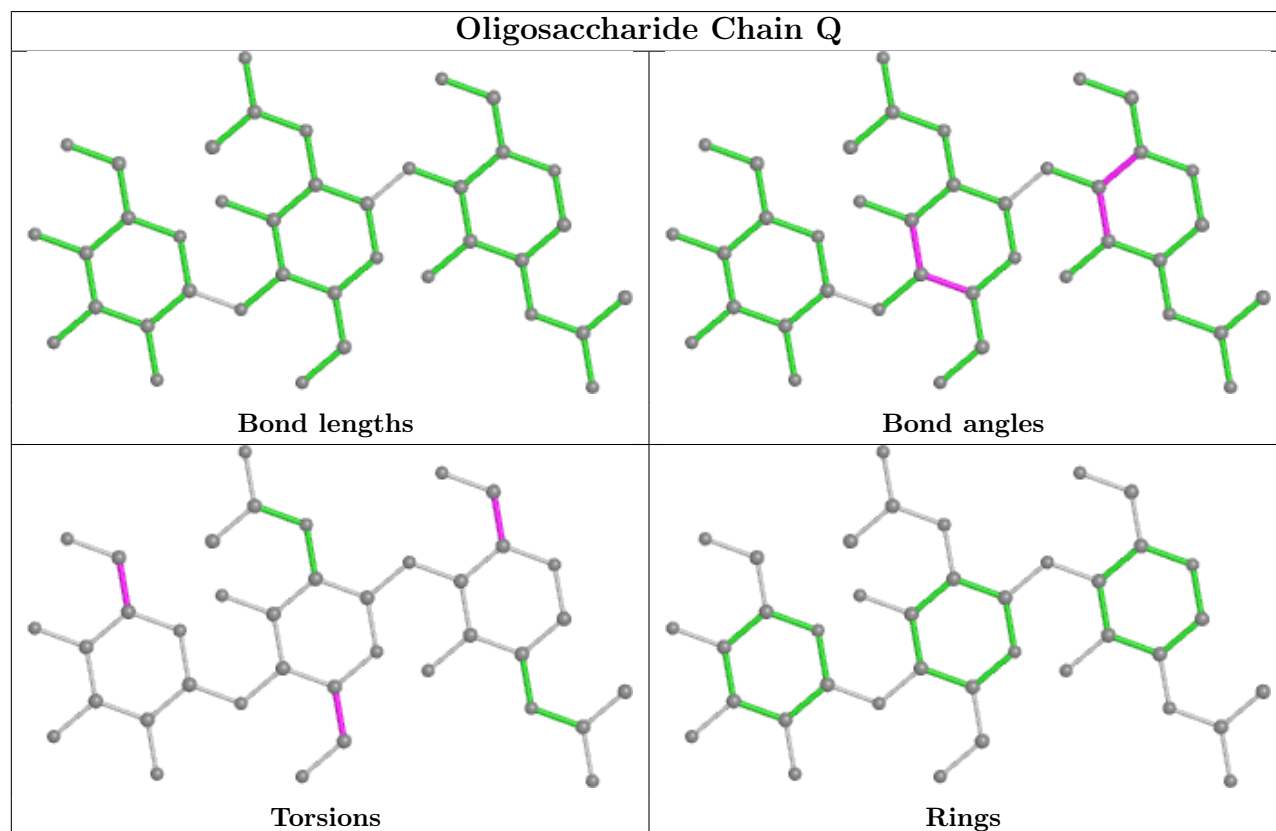 Oligosaccharide Chain Q
Bond lengths
Bond angles
Torsions
Rings